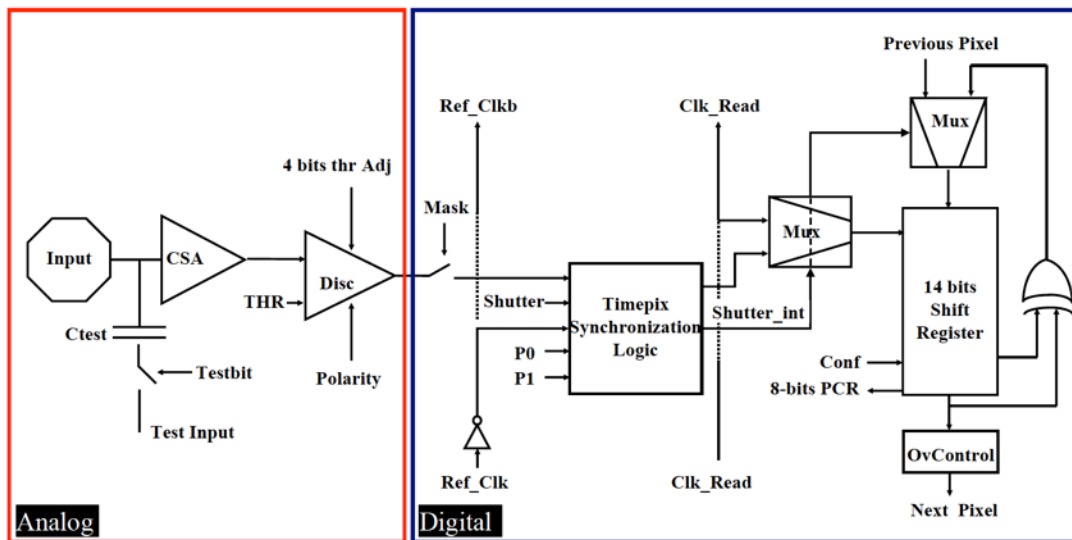 Previous Pixel
Ref_Clkb
Clk_Read
Mux
4 bits thr Adj
Mask
Input
CSA
Mux
Disc
THR
Shutter
Timepix
Synchronization
Logic
Shutter_int
14 bits
Shift
Register
Ctest
P0
P1
Conf
8-bits PCR
Testbit
Polarity
Test Input
OvControl
Ref_Clk
Clk_Read
Next Pixel
Analog
Digital